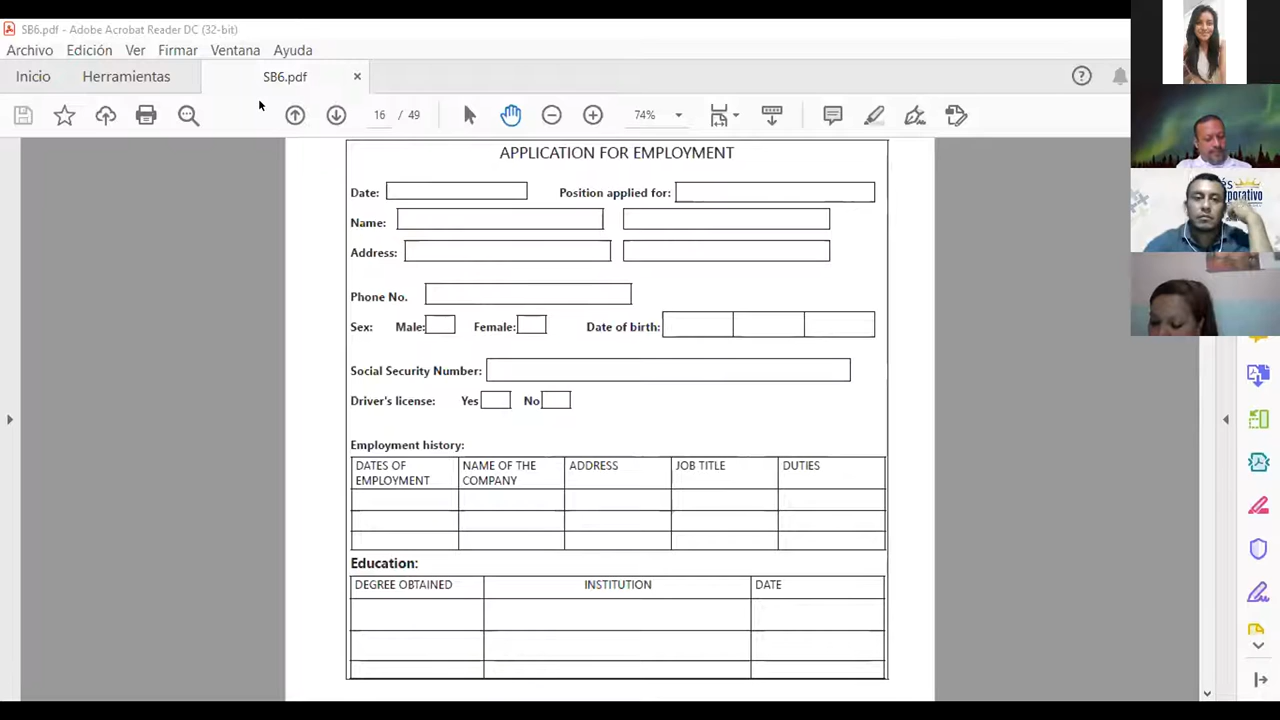 SB6.pdf - Adobe Acrobat Reader DC (32-bit)
Archivo Edición Ver Firmar Ventana Ayuda
Inicio Herramientas SB6.pdf ×
16 / 49 74%
APPLICATION FOR EMPLOYMENT
Date: Position applied for:
Name:
Address:
Phone No.
Sex: Male: Female: Date of birth:
Social Security Number:
Driver's license: Yes No
Employment history:
DATES OF EMPLOYMENT NAME OF THE COMPANY ADDRESS JOB TITLE DUTIES
Education:
DEGREE OBTAINED INSTITUTION DATE